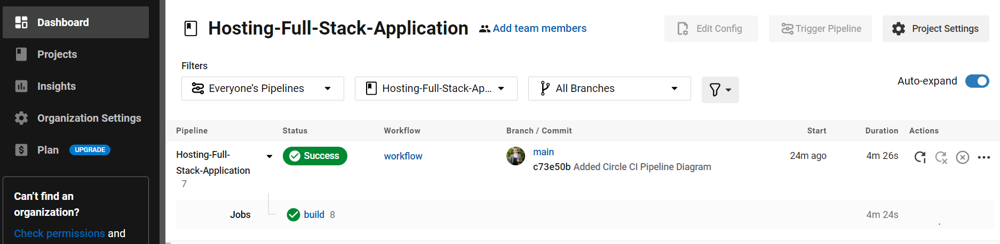 Dashboard
Projects
Insights
Organization Settings
Plan UPGRADE
Can't find an
organization?
Check permissions and
Hosting-Full-Stack-Application Add team members
Edit Config Trigger Pipeline Project Settings
Filters
Everyone's Pipelines Hosting-Full-Stack-Ap... All Branches
Auto-expand
Pipeline Status Workflow Branch / Commit Start Duration Actions
Hosting-Full-
Stack-Application
7
Success workflow
main
c73e50b Added Circle CI Pipeline Diagram
24m ago 4m 26s
Jobs build 8 4m 24s